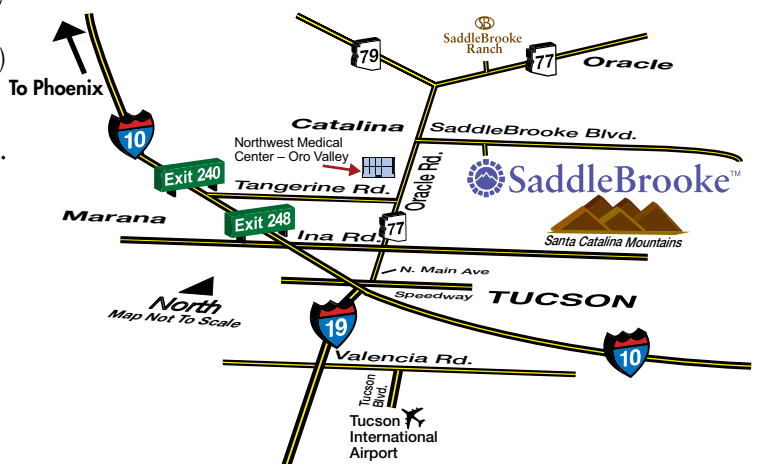 )
.
To Phoenix
10
79
SB
SaddleBrooke
Ranch
77
Oracle
Catalina
SaddleBrooke Blvd.
Northwest Medical
Center – Oro Valley
Exit 240
Tangerine Rd.
Oracle Rd.
SaddleBrooke™
Marana
Exit 248
Ina Rd.
77
Santa Catalina Mountains
N. Main Ave
Speedway
TUCSON
North
Map Not To Scale
19
10
Valencia Rd.
Tucson
Blvd.
Tucson
International
Airport